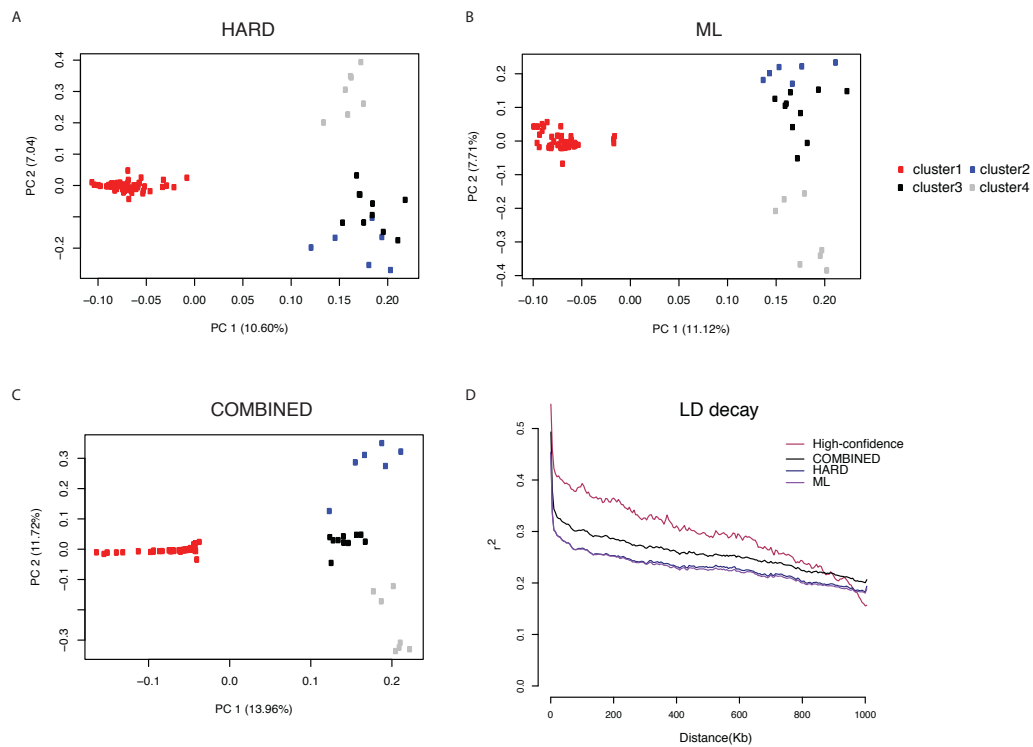 A
HARD
0.4
0.3
0.2
0.1
0.0
−0.2
PC 2 (7.04)
−0.10
−0.05
0.00
0.05
0.10
0.15
0.20
PC 1 (10.60%)
B
ML
0.2
0.1
0.0
−0.1
−0.2
−0.3
−0.4
PC 2 (7.71%)
−0.10
−0.05
0.00
0.05
0.10
0.15
0.20
PC 1 (11.12%)
cluster1 cluster2
cluster3 cluster4
C
COMBINED
0.3
0.2
0.1
0.0
−0.1
−0.3
PC 2 (11.72%)
−0.1
0.0
0.1
0.2
PC 1 (13.96%)
D
LD decay
0.5
0.4
0.3
0.2
0.1
0.0
r2
High-confidence
COMBINED
HARD
ML
0
200
400
600
800
1000
Distance(Kb)